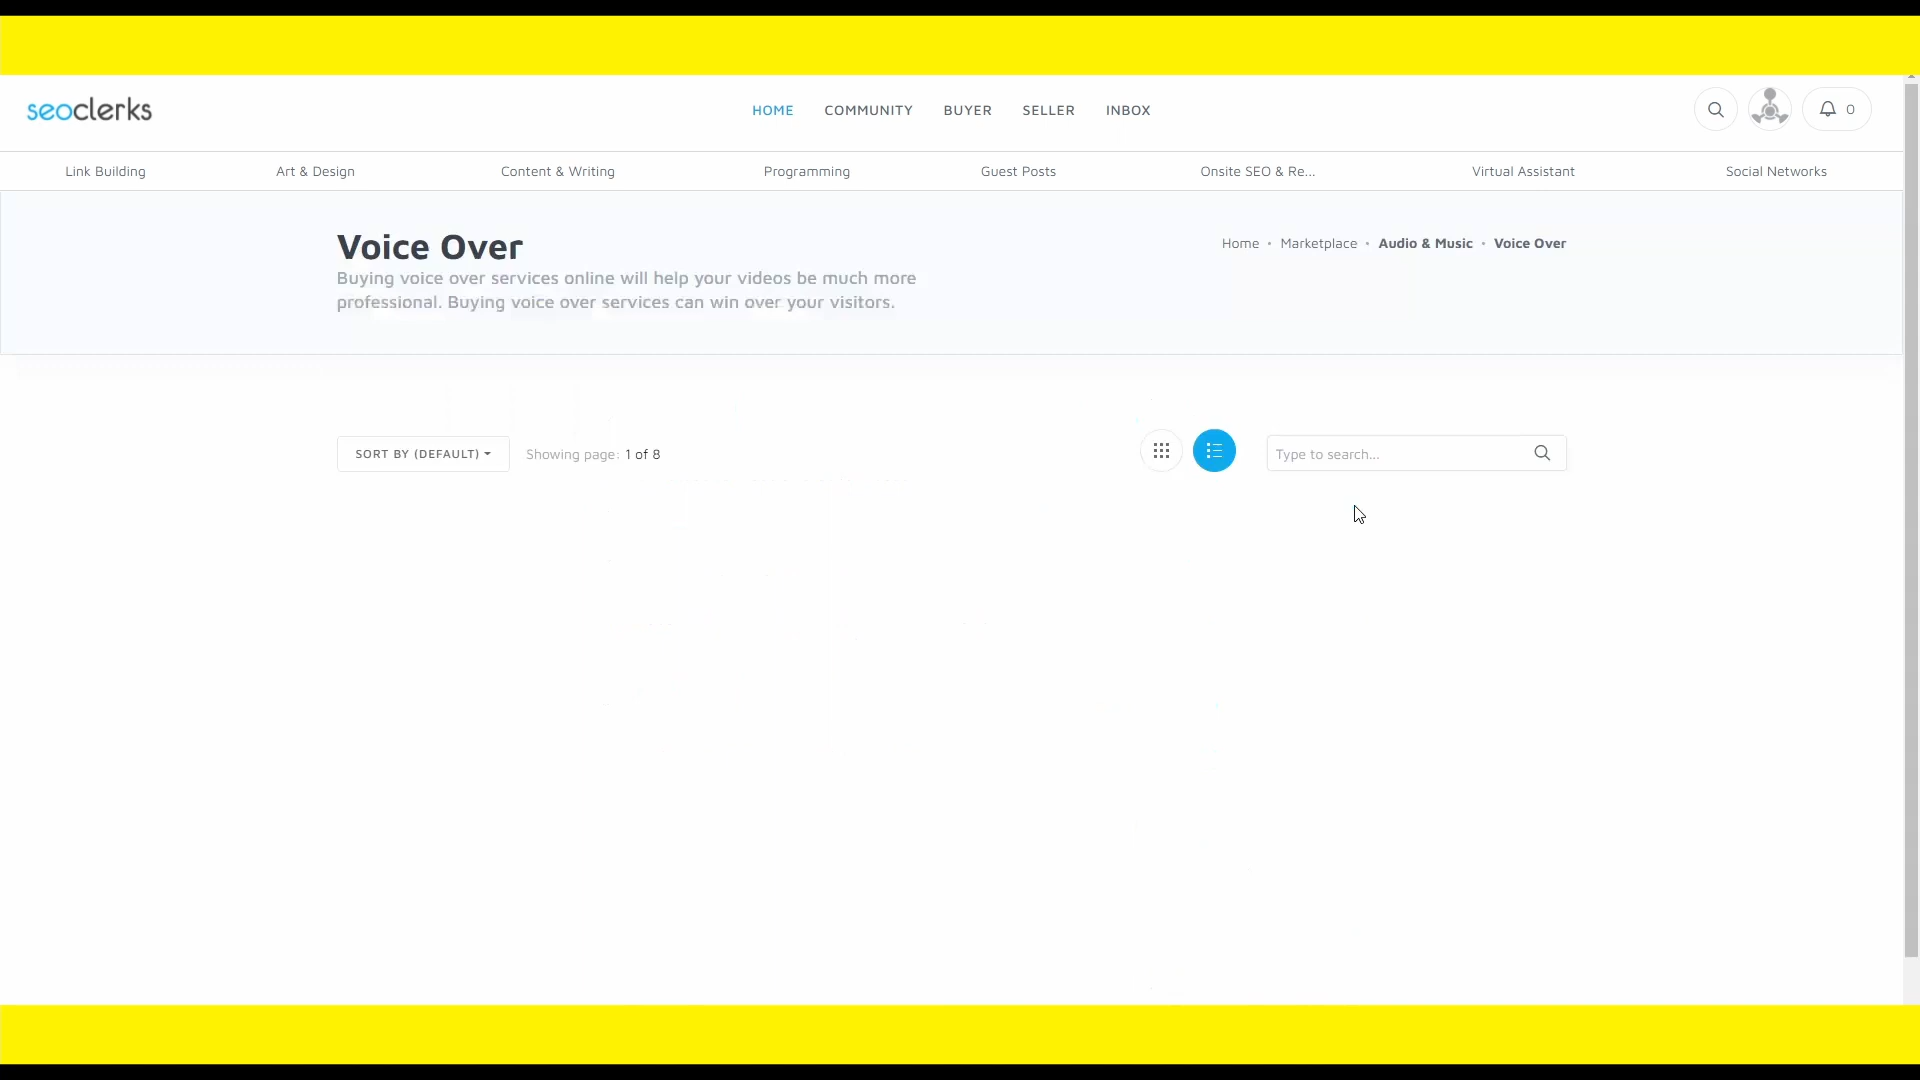 seoclerks
HOME COMMUNITY BUYER SELLER INBOX
0
Link Building Art & Design Content & Writing Programming Guest Posts Onsite SEO & Re... Virtual Assistant Social Networks
Voice Over
Home • Marketplace • Audio & Music • Voice Over
Buying voice over services online will help your videos be much more
professional. Buying voice over services can win over your visitors.
SORT BY (DEFAULT) Showing page: 1 of 8
Type to search...